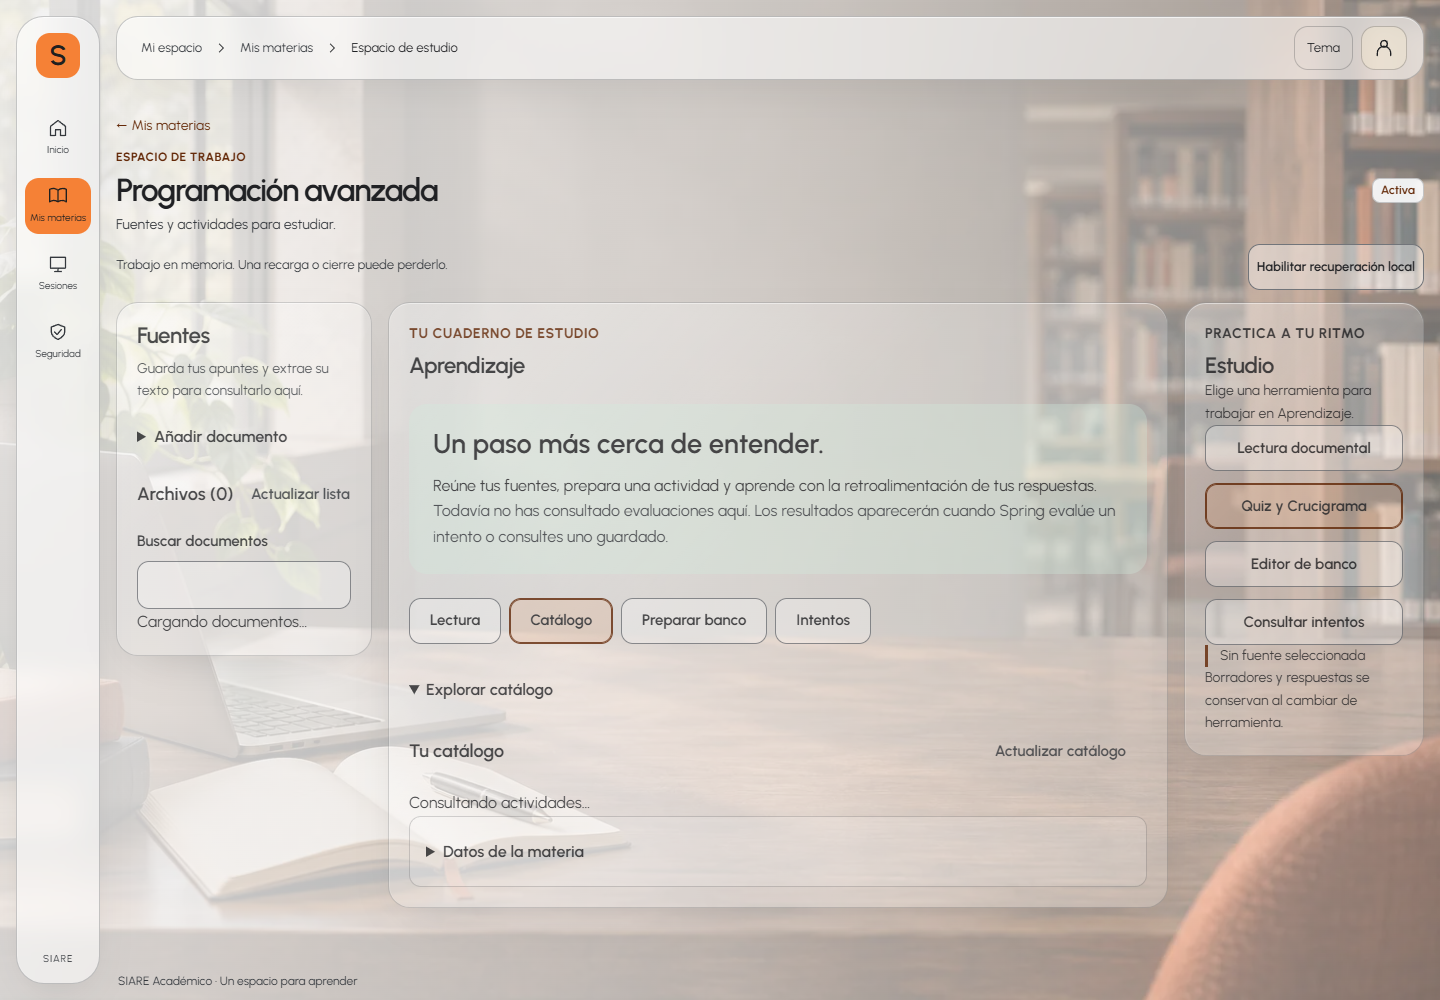 S
Mi espacio > Mis materias > Espacio de estudio
Tema
Inicio
Mis materias
Sesiones
Seguridad
SIARE
← Mis materias
ESPACIO DE TRABAJO
Programación avanzada
Activa
Fuentes y actividades para estudiar.
Trabajo en memoria. Una recarga o cierre puede perderlo.
Habilitar recuperación local
Fuentes
Guarda tus apuntes y extrae su
texto para consultarlo aquí.
▶ Añadir documento
Archivos (0) Actualizar lista
Buscar documentos
Cargando documentos...
TU CUADERNO DE ESTUDIO
Aprendizaje
Un paso más cerca de entender.
Reúne tus fuentes, prepara una actividad y aprende con la retroalimentación de tus respuestas.
Todavía no has consultado evaluaciones aquí. Los resultados aparecerán cuando Spring evalúe un
intento o consultes uno guardado.
Lectura Catálogo Preparar banco Intentos
▼ Explorar catálogo
Tu catálogo Actualizar catálogo
Consultando actividades...
▶ Datos de la materia
PRACTICA A TU RITMO
Estudio
Elige una herramienta para
trabajar en Aprendizaje.
Lectura documental
Quiz y Crucigrama
Editor de banco
Consultar intentos
Sin fuente seleccionada
Borradores y respuestas se
conservan al cambiar de
herramienta.
SIARE Académico · Un espacio para aprender